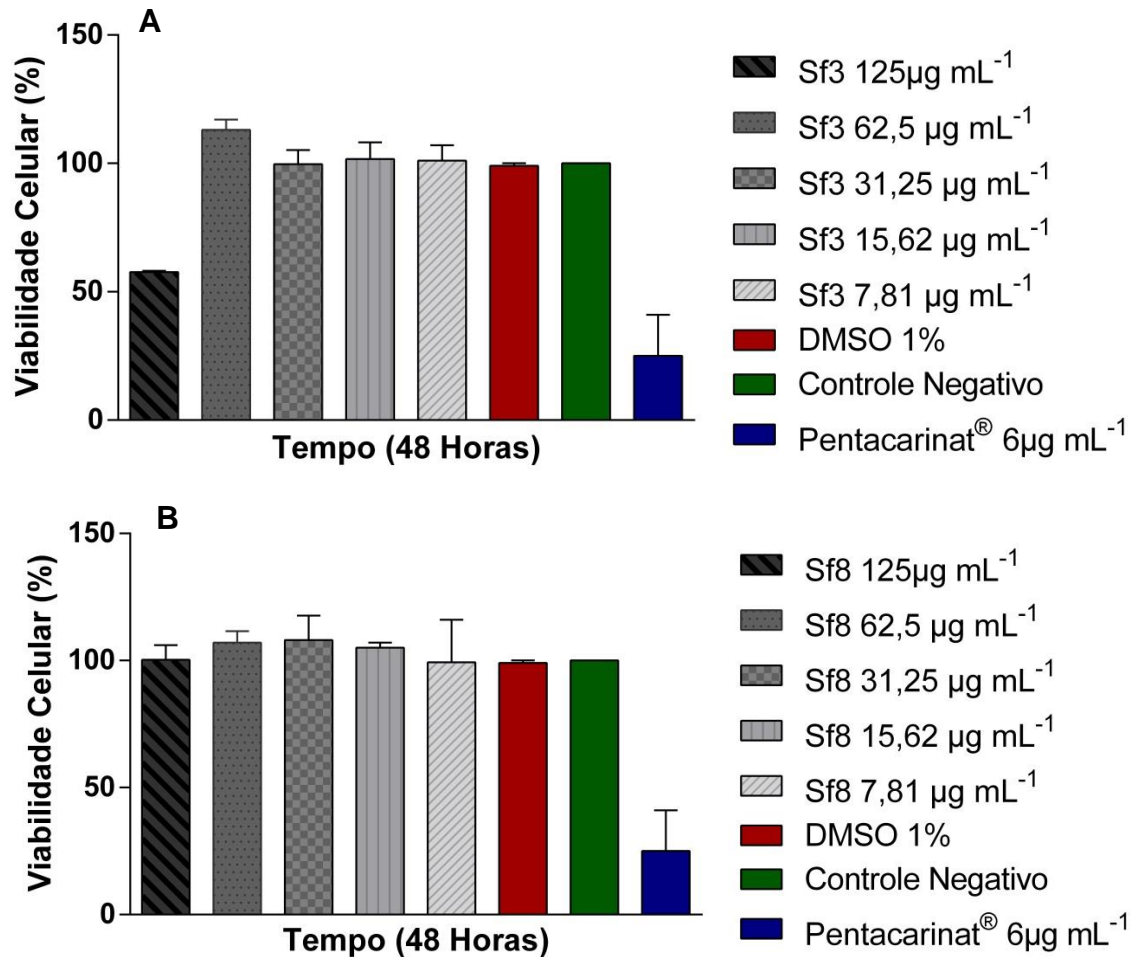 A
150
100
50
0
Viabilidade Celular (%)
Tempo (48 Horas)
Sf3 125µg mL⁻¹
Sf3 62,5 µg mL⁻¹
Sf3 31,25 µg mL⁻¹
Sf3 15,62 µg mL⁻¹
Sf3 7,81 µg mL⁻¹
DMSO 1%
Controle Negativo
Pentacarinat® 6µg mL⁻¹
B
150
100
50
0
Viabilidade Celular (%)
Tempo (48 Horas)
Sf8 125µg mL⁻¹
Sf8 62,5 µg mL⁻¹
Sf8 31,25 µg mL⁻¹
Sf8 15,62 µg mL⁻¹
Sf8 7,81 µg mL⁻¹
DMSO 1%
Controle Negativo
Pentacarinat® 6µg mL⁻¹